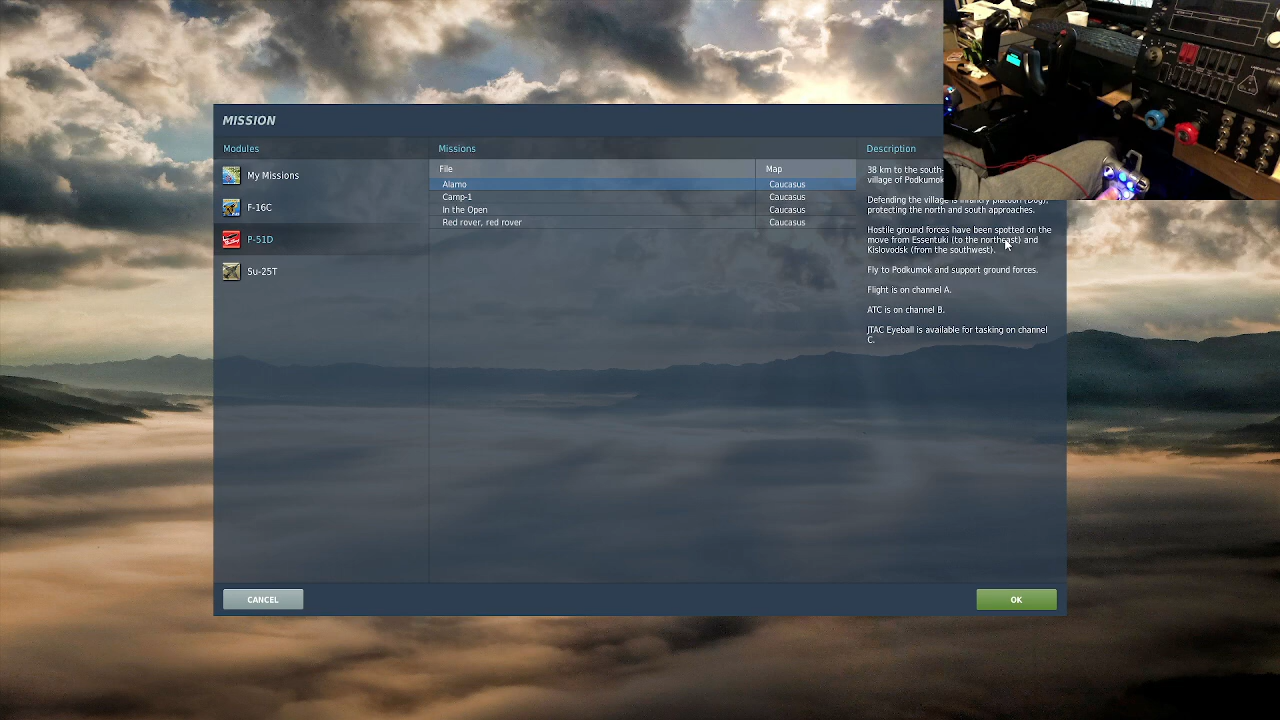 MISSION
Modules
My Missions
F-16C
P-51D
Su-25T
Missions
File Map
Alamo Caucasus
Camp-1 Caucasus
In the Open Caucasus
Red rover, red rover Caucasus
Description
38 km to the south-
village of Podkumok
Defending the village is infantry platoon (Dog),
protecting the north and south approaches.
Hostile ground forces have been spotted on the
move from Essentuki (to the northeast) and
Kislovodsk (from the southwest).
Fly to Podkumok and support ground forces.
Flight is on channel A.
ATC is on channel B.
JTAC Eyeball is available for tasking on channel
C.
CANCEL
OK